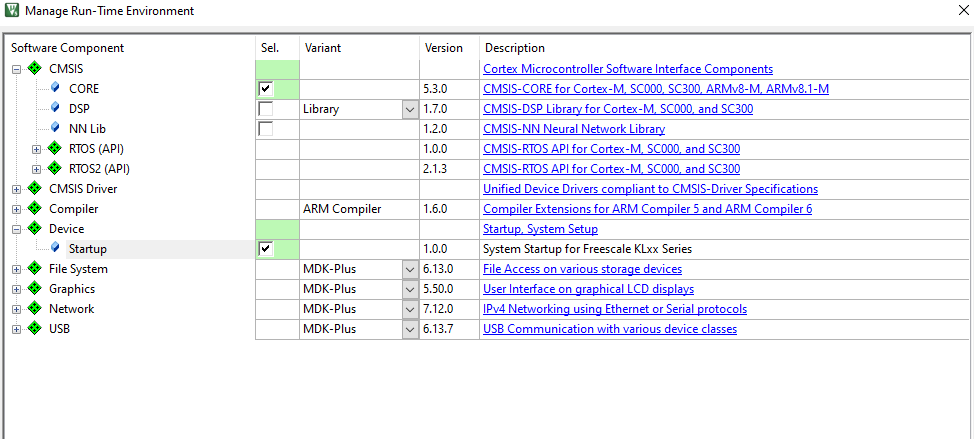 Manage Run-Time Environment
Software Component Sel. Variant Version Description
CMSIS Cortex Microcontroller Software Interface Components
CORE 5.3.0 CMSIS-CORE for Cortex-M, SC000, SC300, ARMv8-M, ARMv8.1-M
DSP Library 1.7.0 CMSIS-DSP Library for Cortex-M, SC000, and SC300
NN Lib 1.2.0 CMSIS-NN Neural Network Library
RTOS (API) 1.0.0 CMSIS-RTOS API for Cortex-M, SC000, and SC300
RTOS2 (API) 2.1.3 CMSIS-RTOS API for Cortex-M, SC000, and SC300
CMSIS Driver Unified Device Drivers compliant to CMSIS-Driver Specifications
Compiler ARM Compiler 1.6.0 Compiler Extensions for ARM Compiler 5 and ARM Compiler 6
Device Startup, System Setup
Startup 1.0.0 System Startup for Freescale KLxx Series
File System MDK-Plus 6.13.0 File Access on various storage devices
Graphics MDK-Plus 5.50.0 User Interface on graphical LCD displays
Network MDK-Plus 7.12.0 IPv4 Networking using Ethernet or Serial protocols
USB MDK-Plus 6.13.7 USB Communication with various device classes